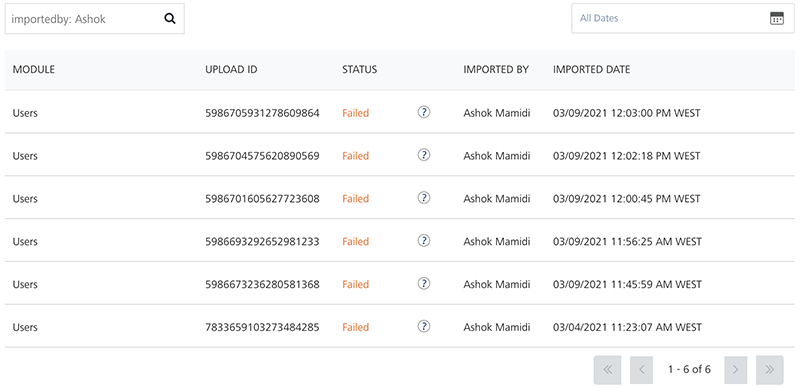 importedby: Ashok
All Dates
MODULE UPLOAD ID STATUS IMPORTED BY IMPORTED DATE
Users 5986705931278609864 Failed ? Ashok Mamidi 03/09/2021 12:03:00 PM WEST
Users 5986704575620890569 Failed ? Ashok Mamidi 03/09/2021 12:02:18 PM WEST
Users 5986701605627723608 Failed ? Ashok Mamidi 03/09/2021 12:00:45 PM WEST
Users 5986693292652981233 Failed ? Ashok Mamidi 03/09/2021 11:56:25 AM WEST
Users 5986673236280581368 Failed ? Ashok Mamidi 03/09/2021 11:45:59 AM WEST
Users 7833659103273484285 Failed ? Ashok Mamidi 03/04/2021 11:23:07 AM WEST
1 - 6 of 6